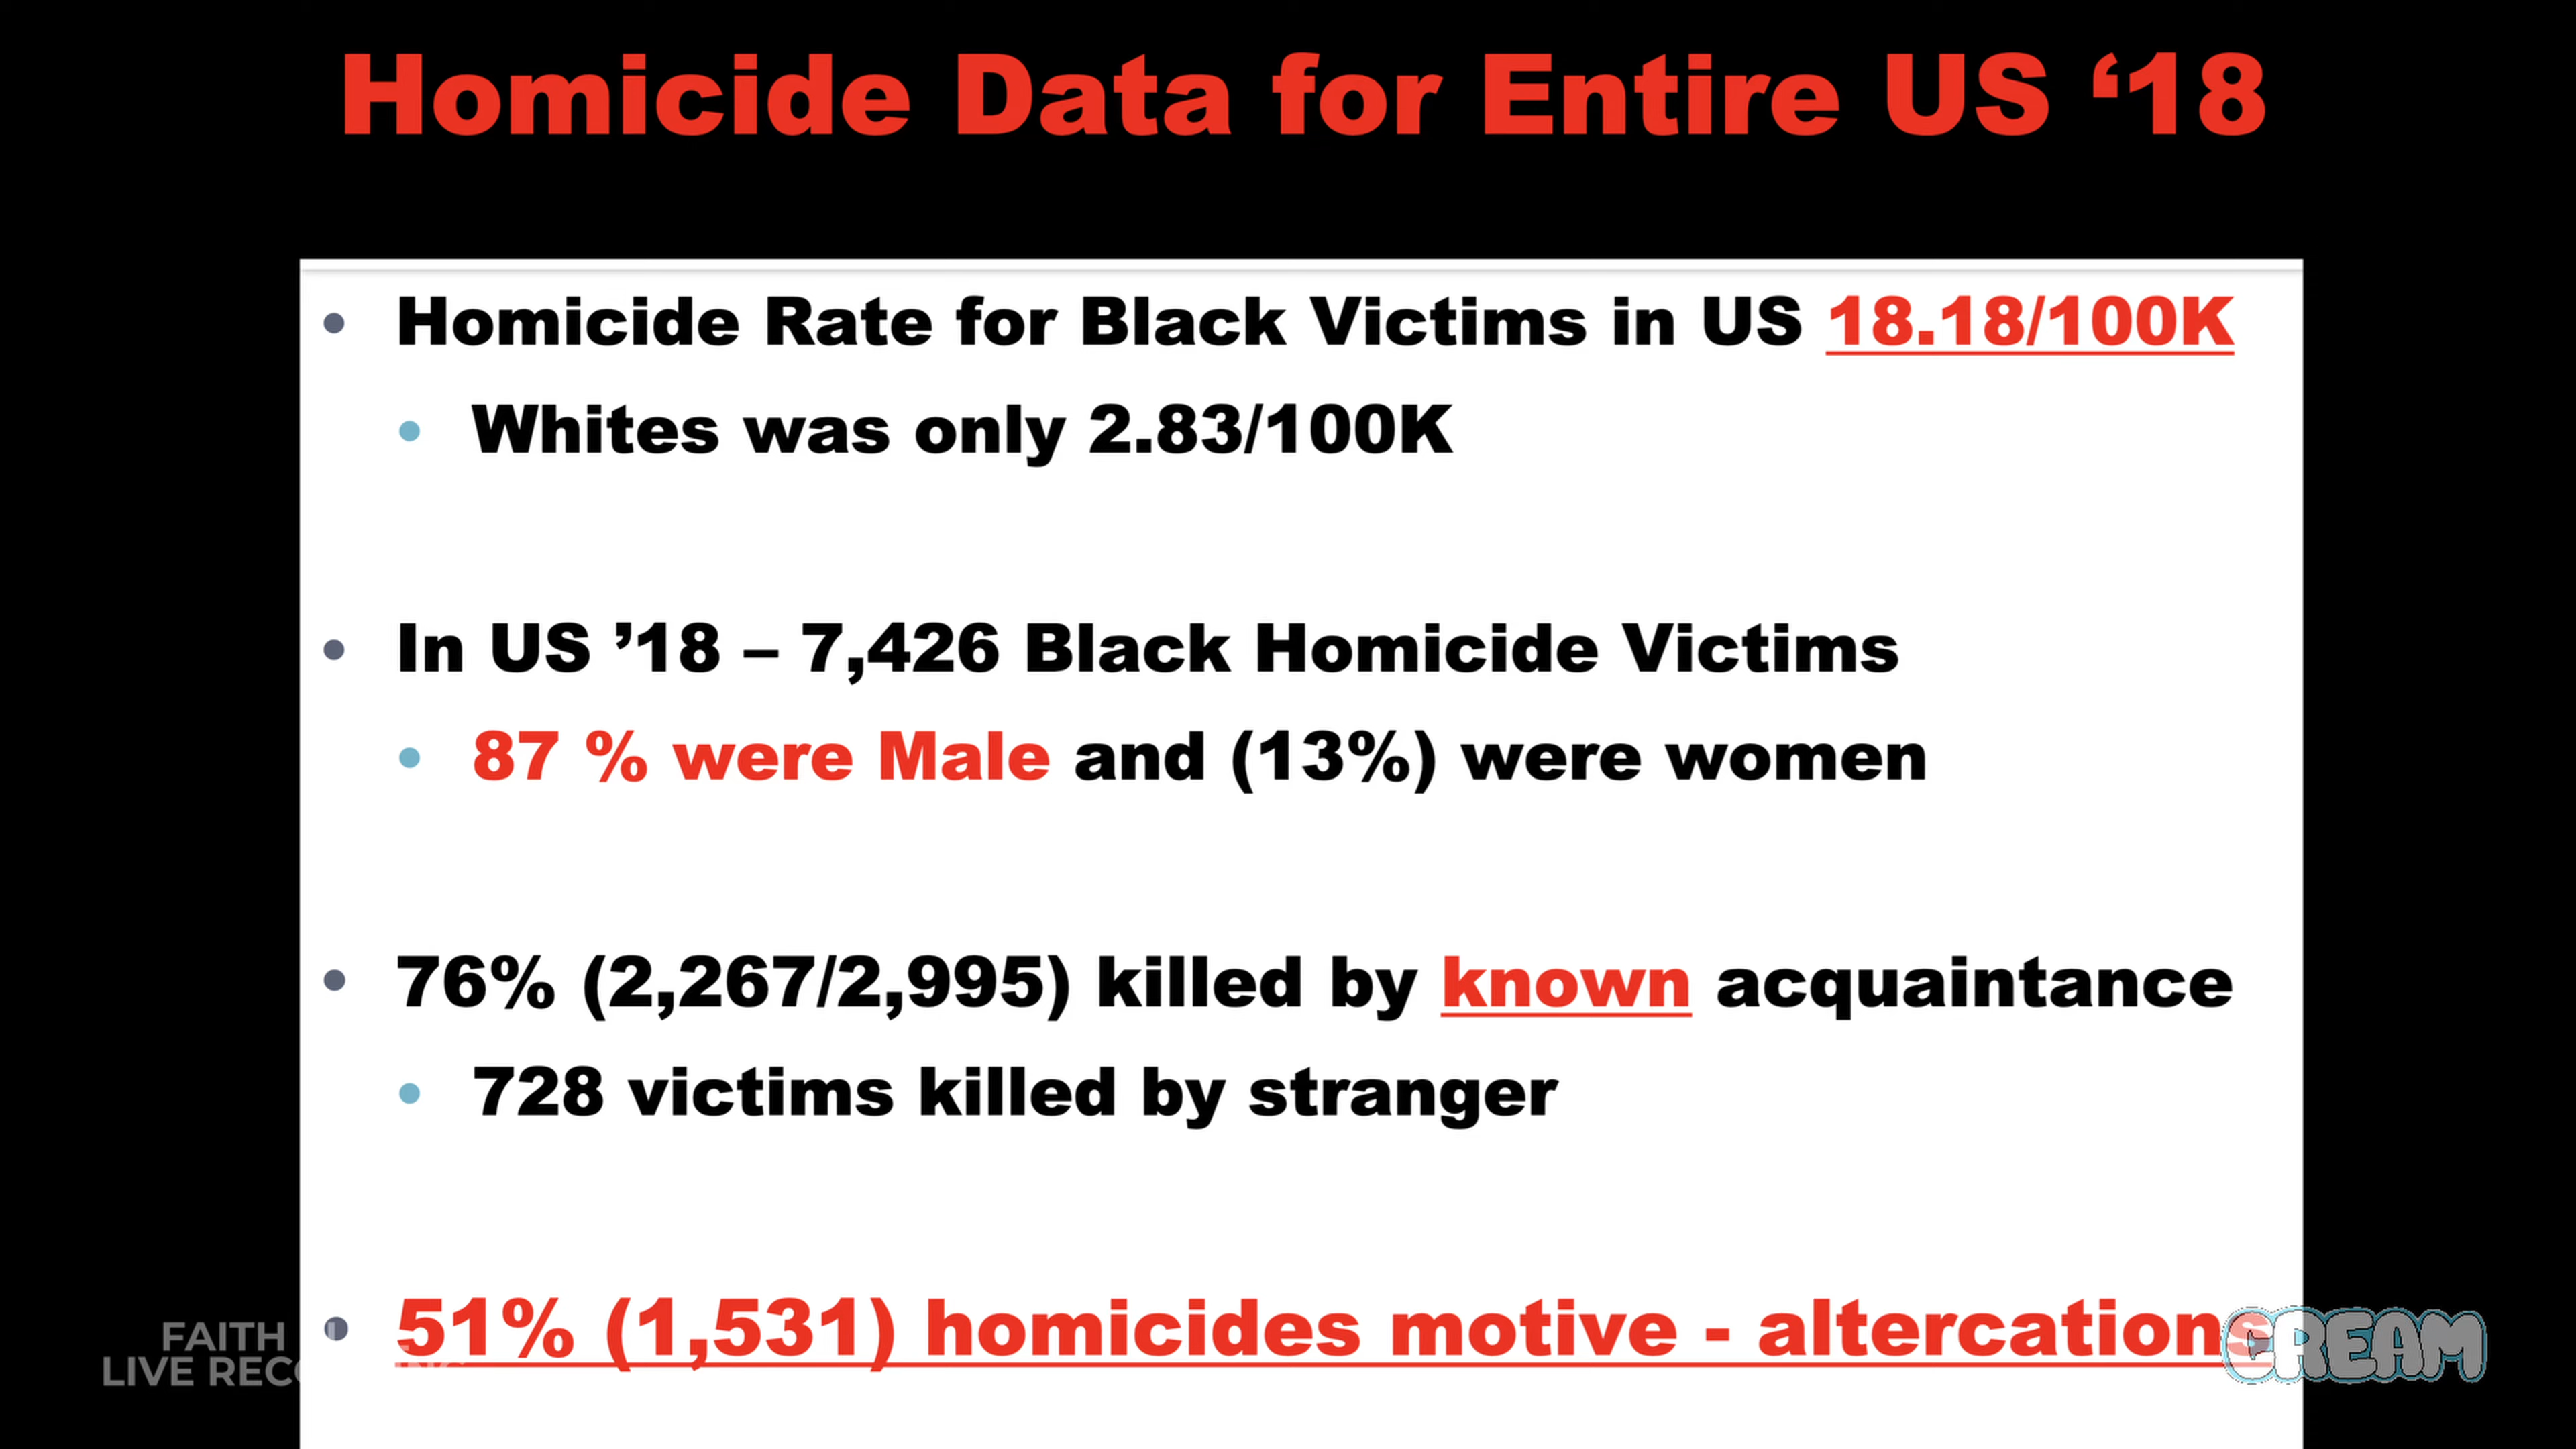 Homicide Data for Entire US ‘18
• Homicide Rate for Black Victims in US 18.18/100K
• Whites was only 2.83/100K
• In US ’18 – 7,426 Black Homicide Victims
• 87 % were Male and (13%) were women
• 76% (2,267/2,995) killed by known acquaintance
• 728 victims killed by stranger
• 51% (1,531) homicides motive - altercations
FAITH
LIVE
CREAM